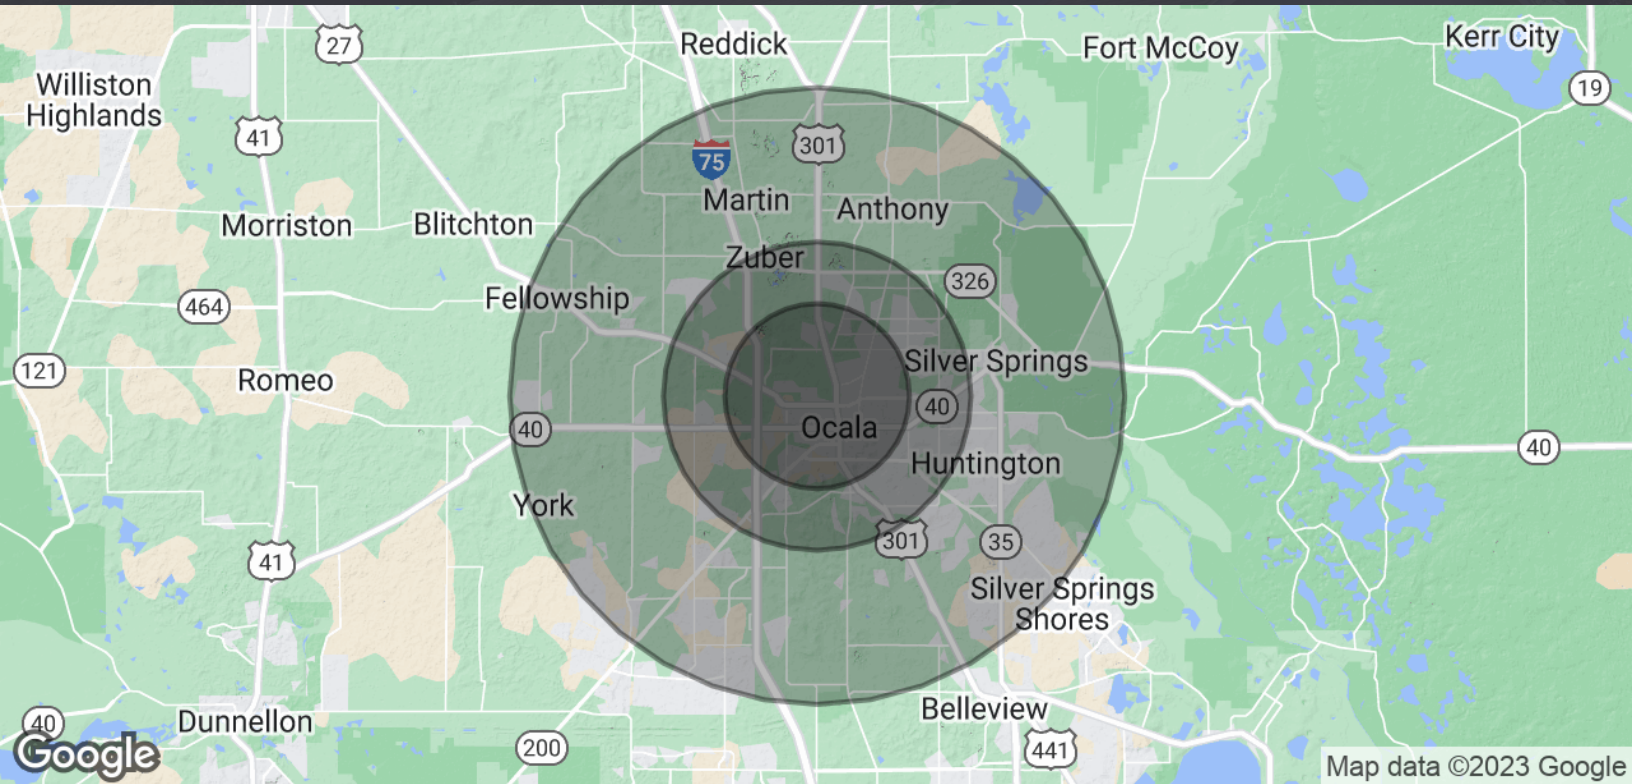 27
Reddick
Fort McCoy
Kerr City
Williston
Highlands
19
41
301
75
Martin
Anthony
Morriston
Blitchton
Zuber
326
Fellowship
464
Silver Springs
121
Romeo
40
Ocala
40
40
Huntington
York
301
35
41
Silver Springs
Shores
Belleview
40
Dunnellon
200
441
Google
Map data ©2023 Google